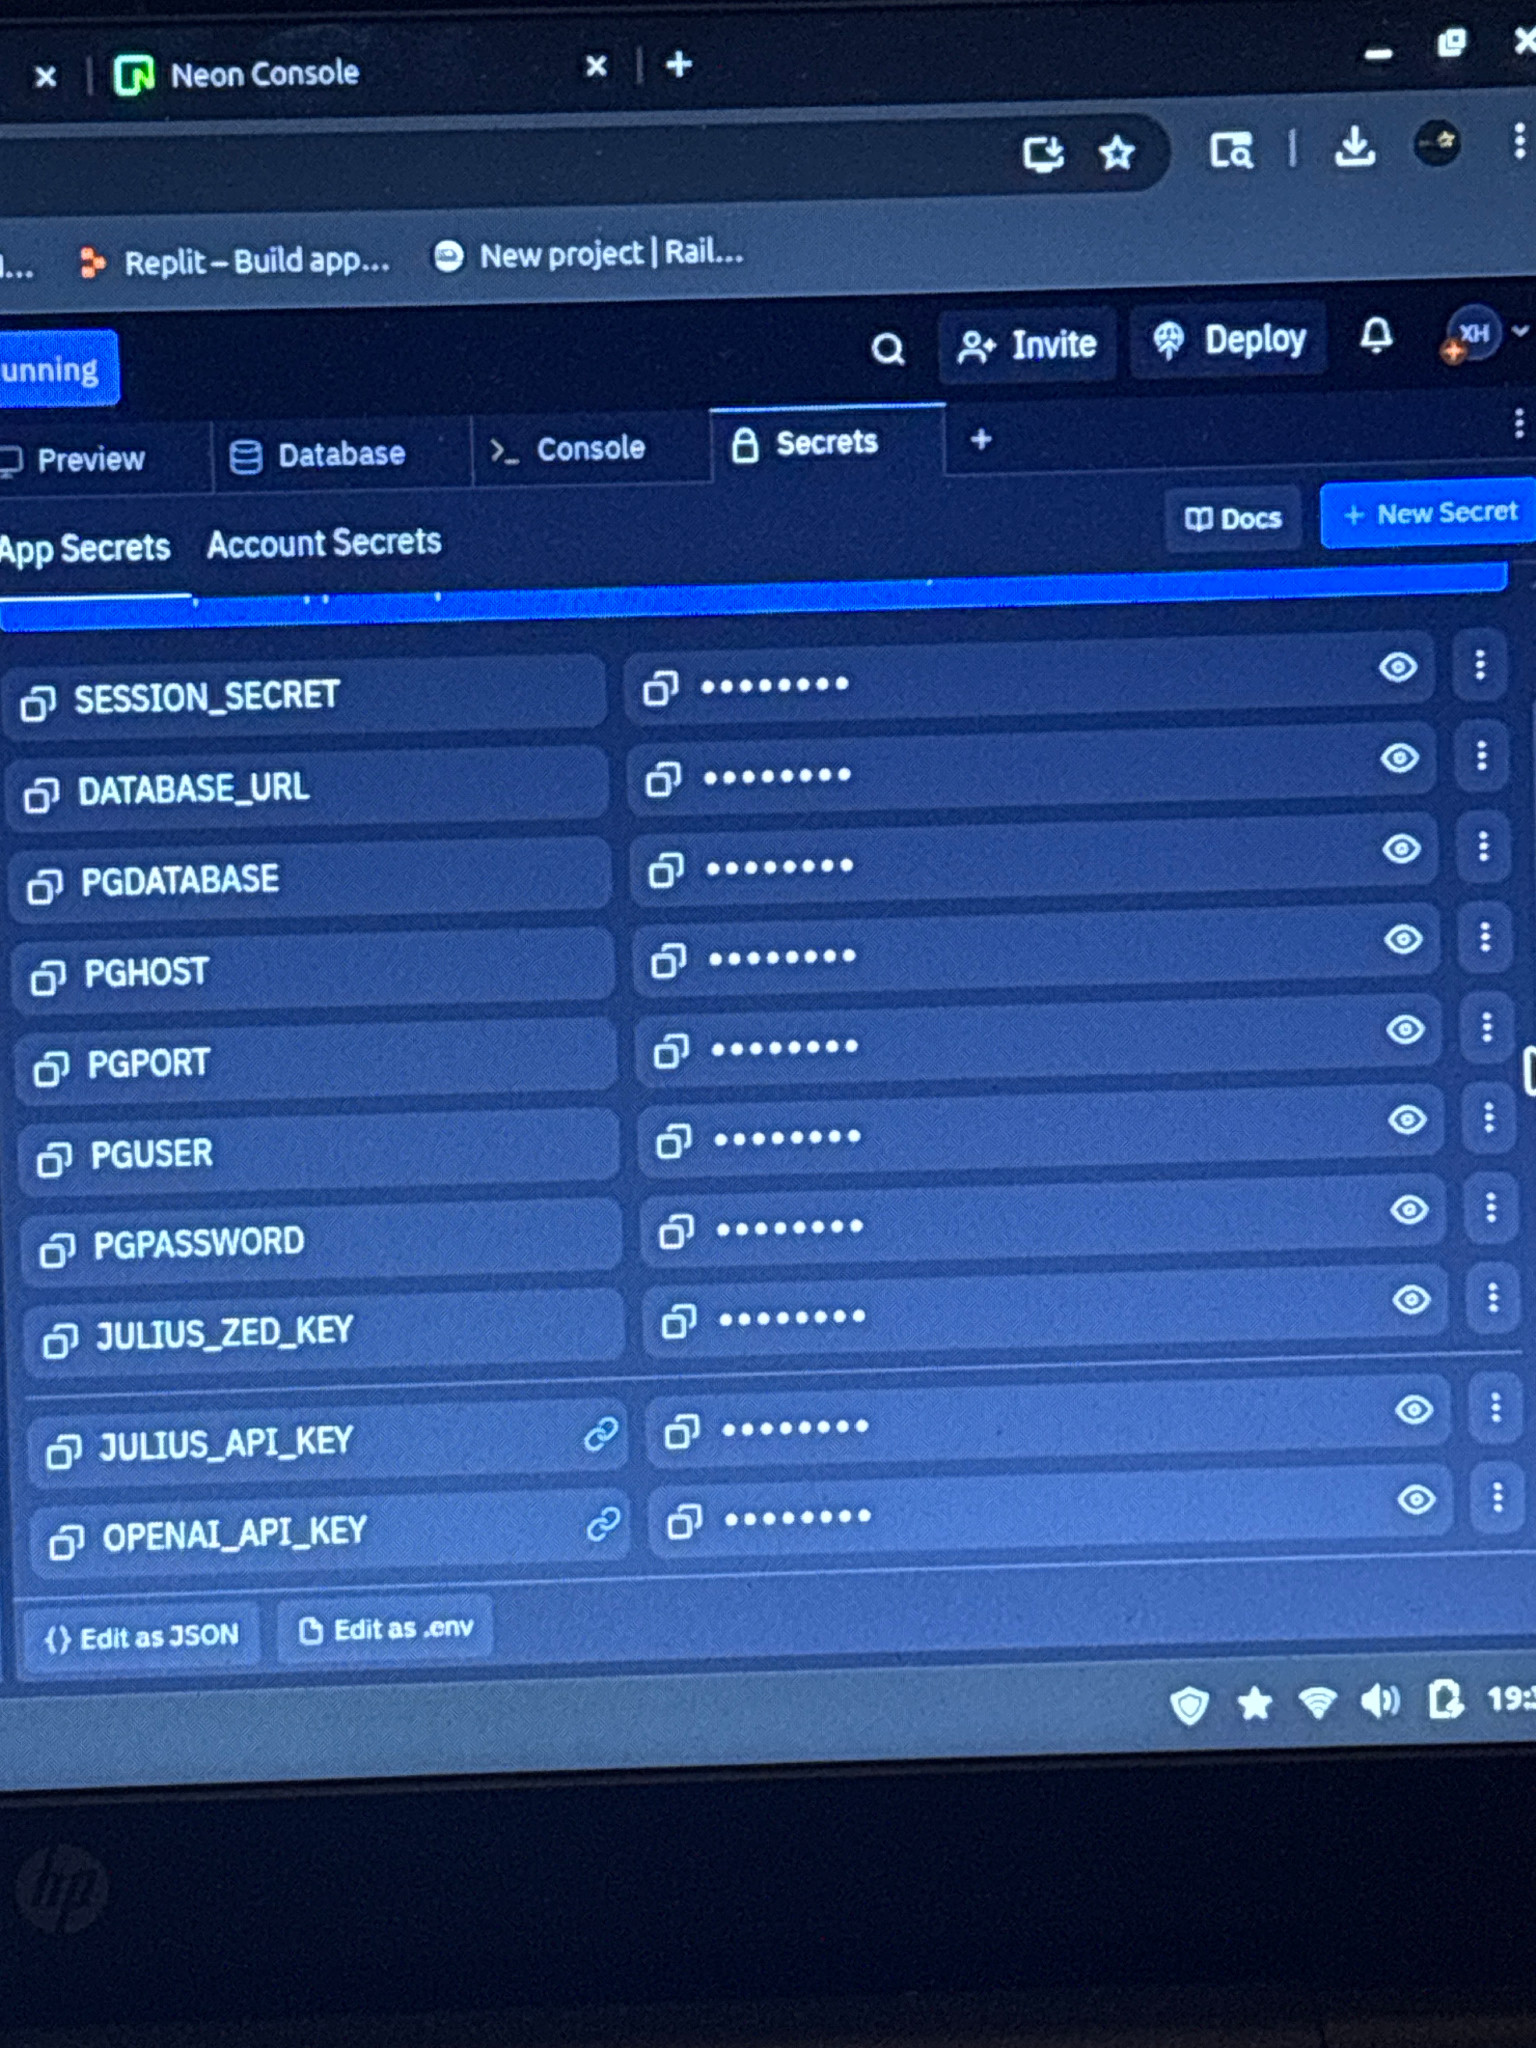 Neon Console
Replit – Build app...
New project | Rail...
unning
Invite
Deploy
XH
Preview
Database
Console
Secrets
App Secrets
Account Secrets
Docs
+ New Secret
SESSION_SECRET ••••••••
DATABASE_URL ••••••••
PGDATABASE ••••••••
PGHOST ••••••••
PGPORT ••••••••
PGUSER ••••••••
PGPASSWORD ••••••••
JULIUS_ZED_KEY ••••••••
JULIUS_API_KEY ••••••••
OPENAI_API_KEY ••••••••
{} Edit as JSON
Edit as .env
19:
hp